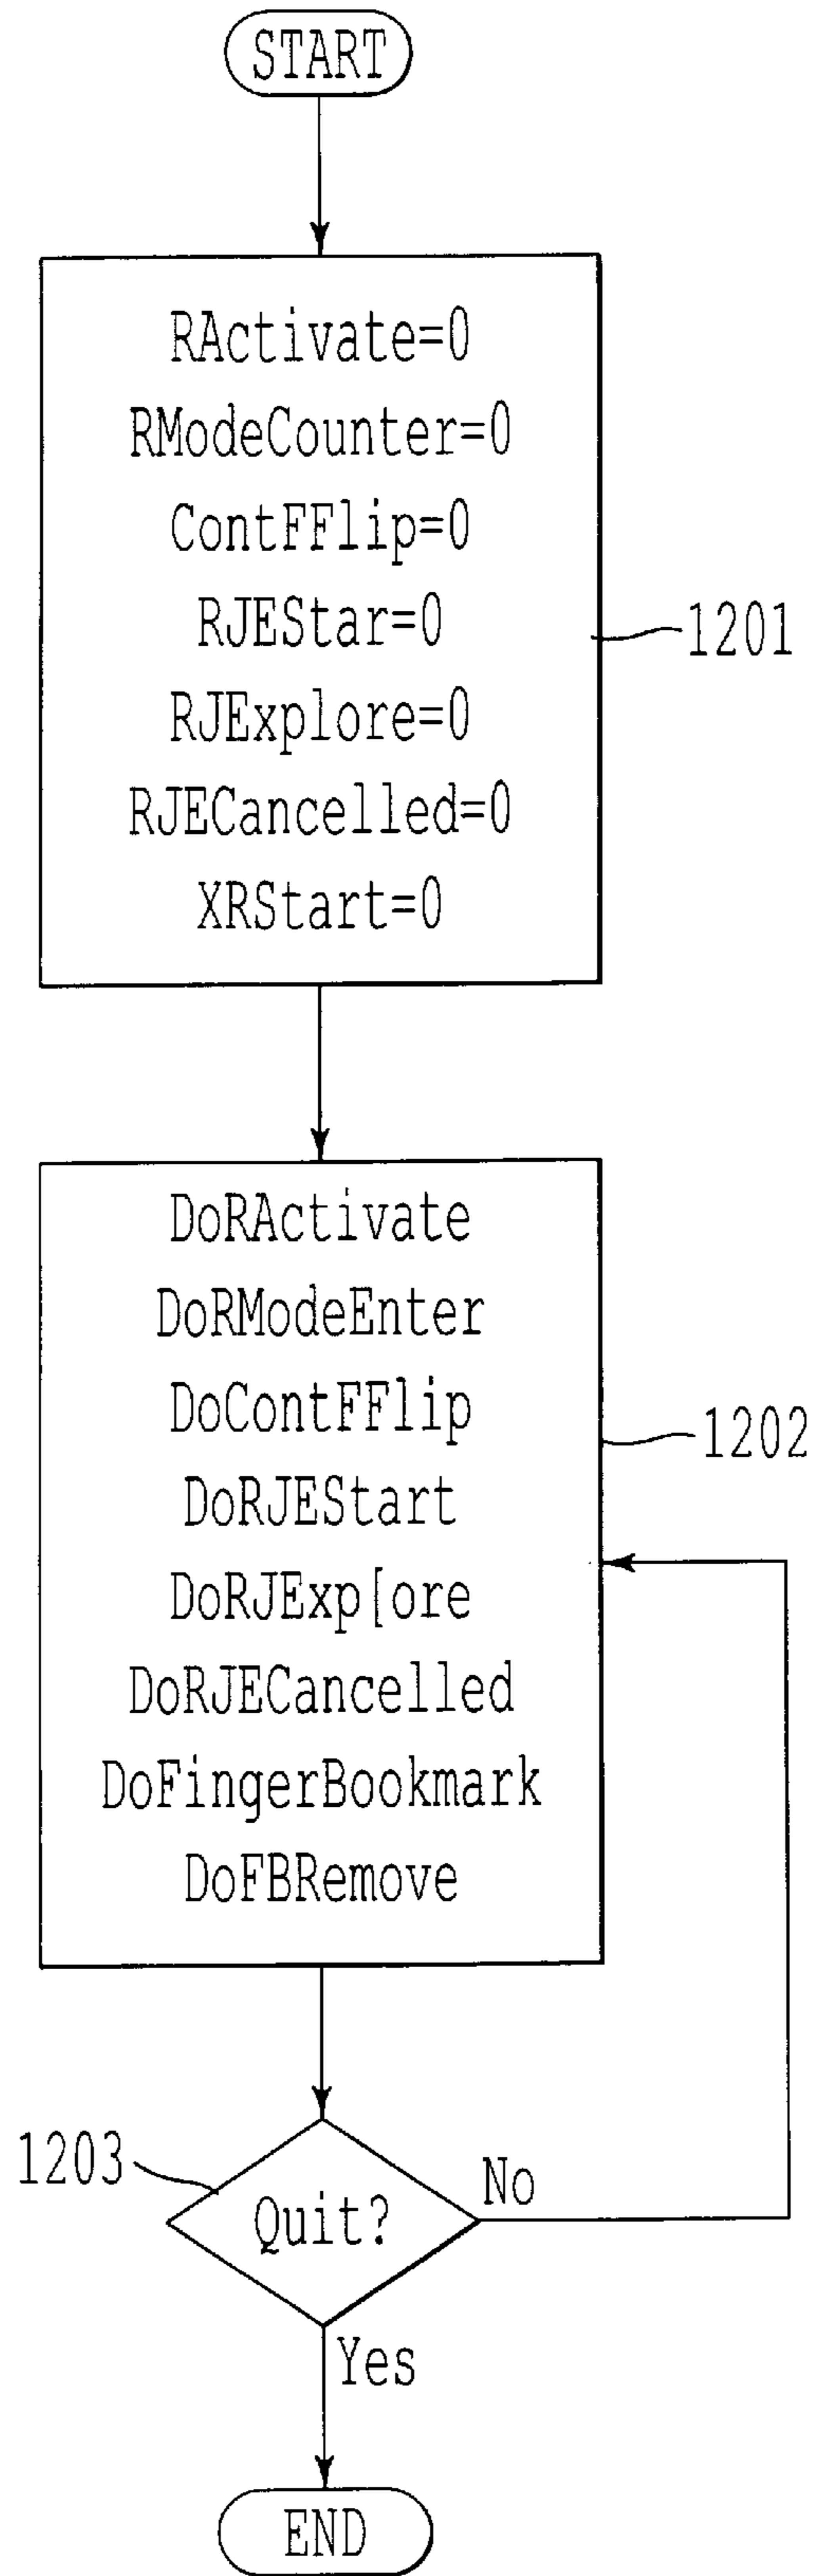 START
RActivate=0
RModeCounter=0
ContFFlip=0
RJEStar=0
RJExplore=0
RJECancelled=0
XRStart=0
1201
DoRActivate
DoRModeEnter
DoContFFlip
DoRJEStart
DoRJExp[ore
DoRJECancelled
DoFingerBookmark
DoFBRemove
1202
1203
Quit?
No
Yes
END